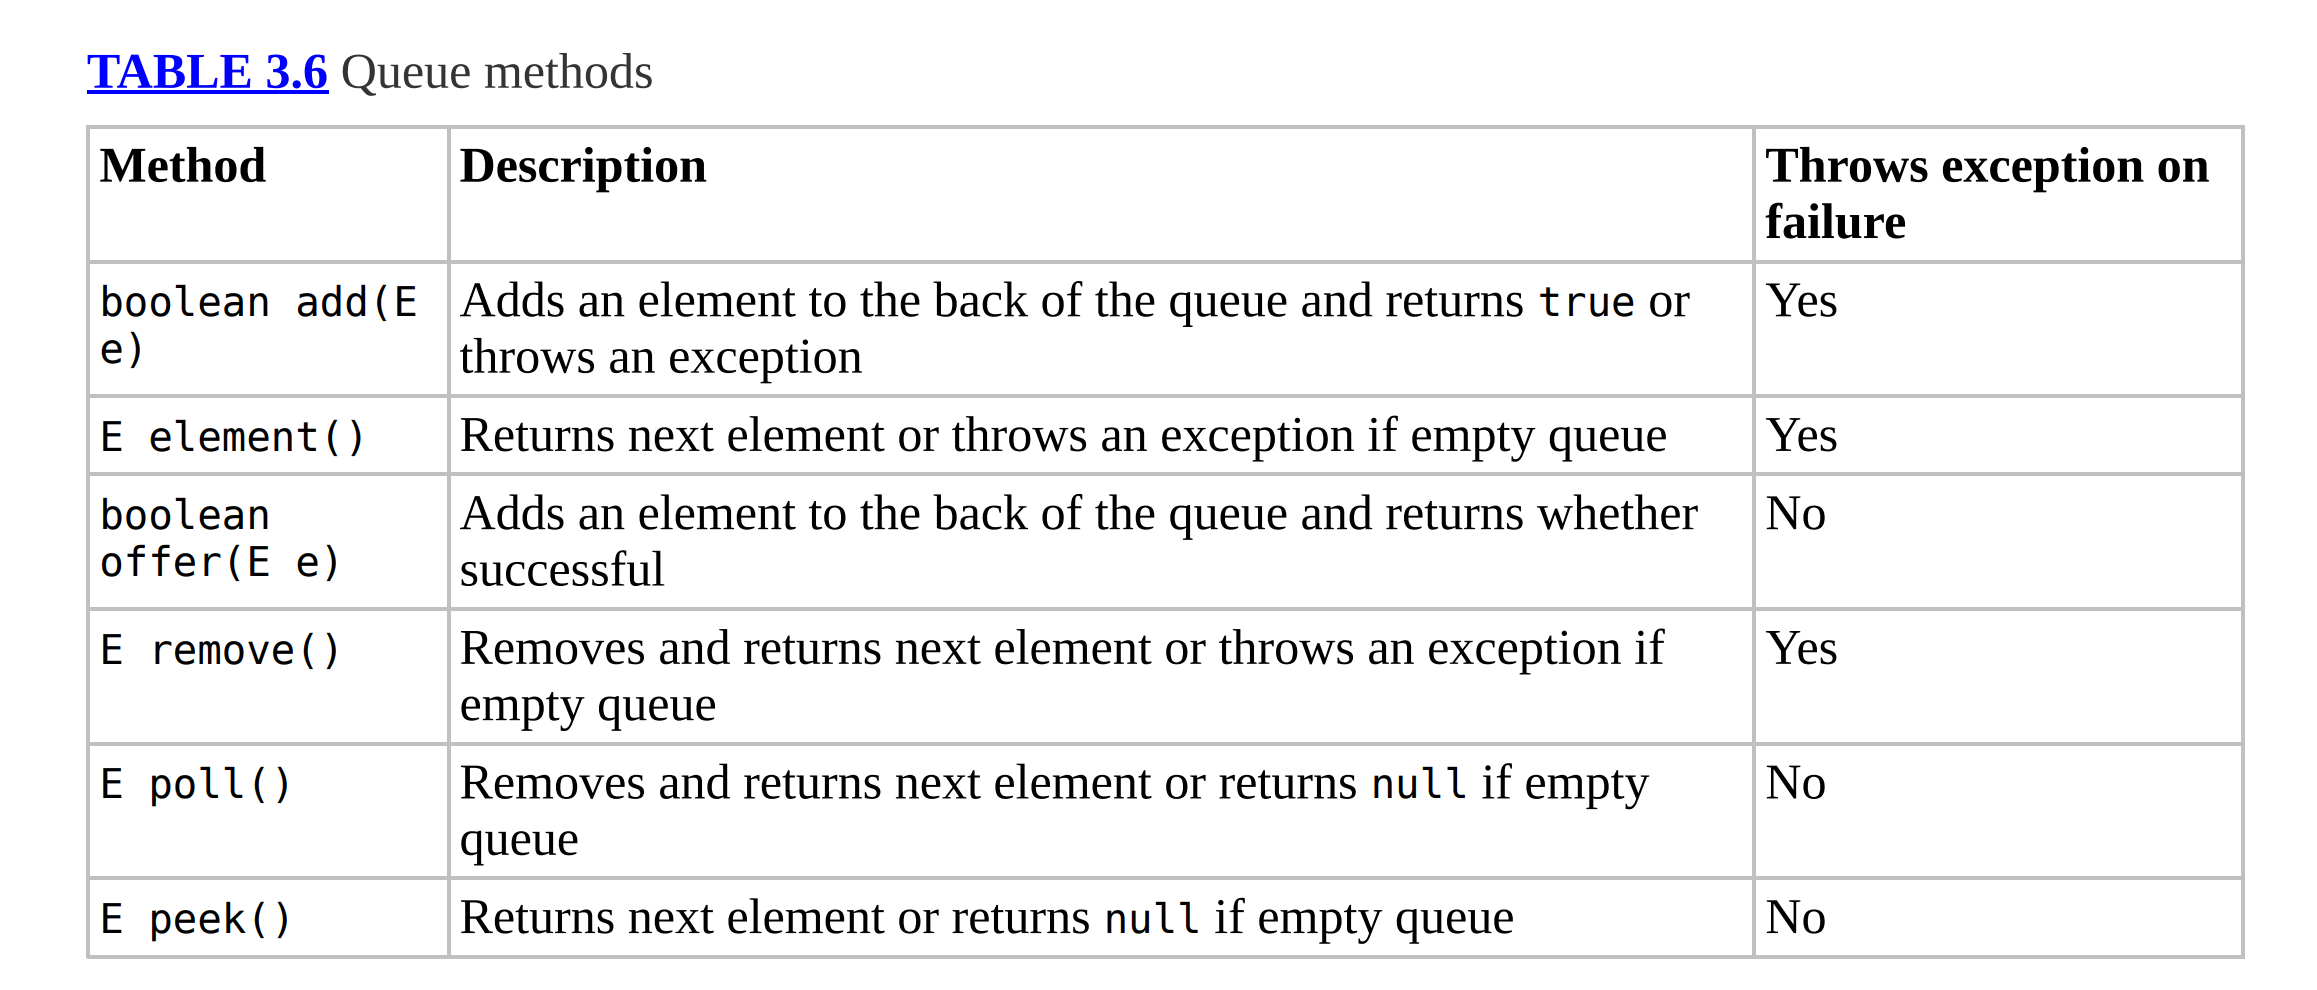 TABLE 3.6 Queue methods
Method Description Throws exception on
failure
boolean add(E
e)
Adds an element to the back of the queue and returns true or
throws an exception
Yes
E element() Returns next element or throws an exception if empty queue Yes
boolean
offer(E e)
Adds an element to the back of the queue and returns whether
successful
No
E remove() Removes and returns next element or throws an exception if
empty queue
Yes
E poll() Removes and returns next element or returns null if empty
queue
No
E peek() Returns next element or returns null if empty queue No